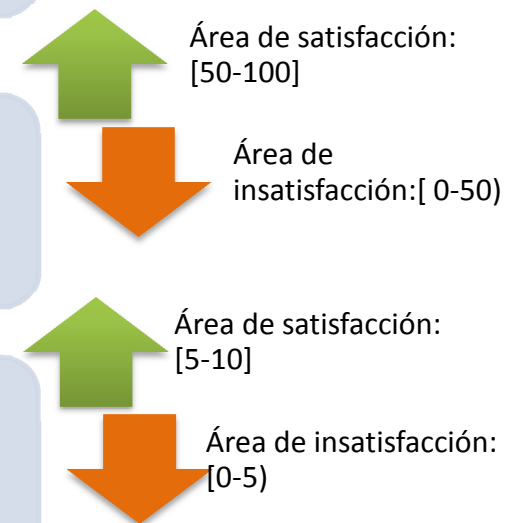 Área de satisfacción:
[50-100]
Área de
insatisfacción:[ 0-50)
Área de satisfacción:
[5-10]
Área de insatisfacción:
[0-5)